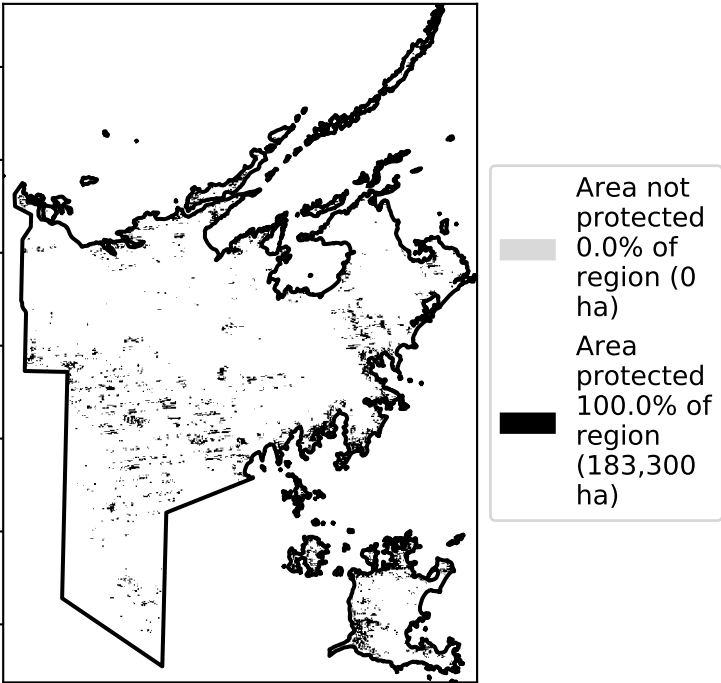 Area not
protected
0.0% of
region (0
ha)
Area
protected
100.0% of
region
(183,300
ha)